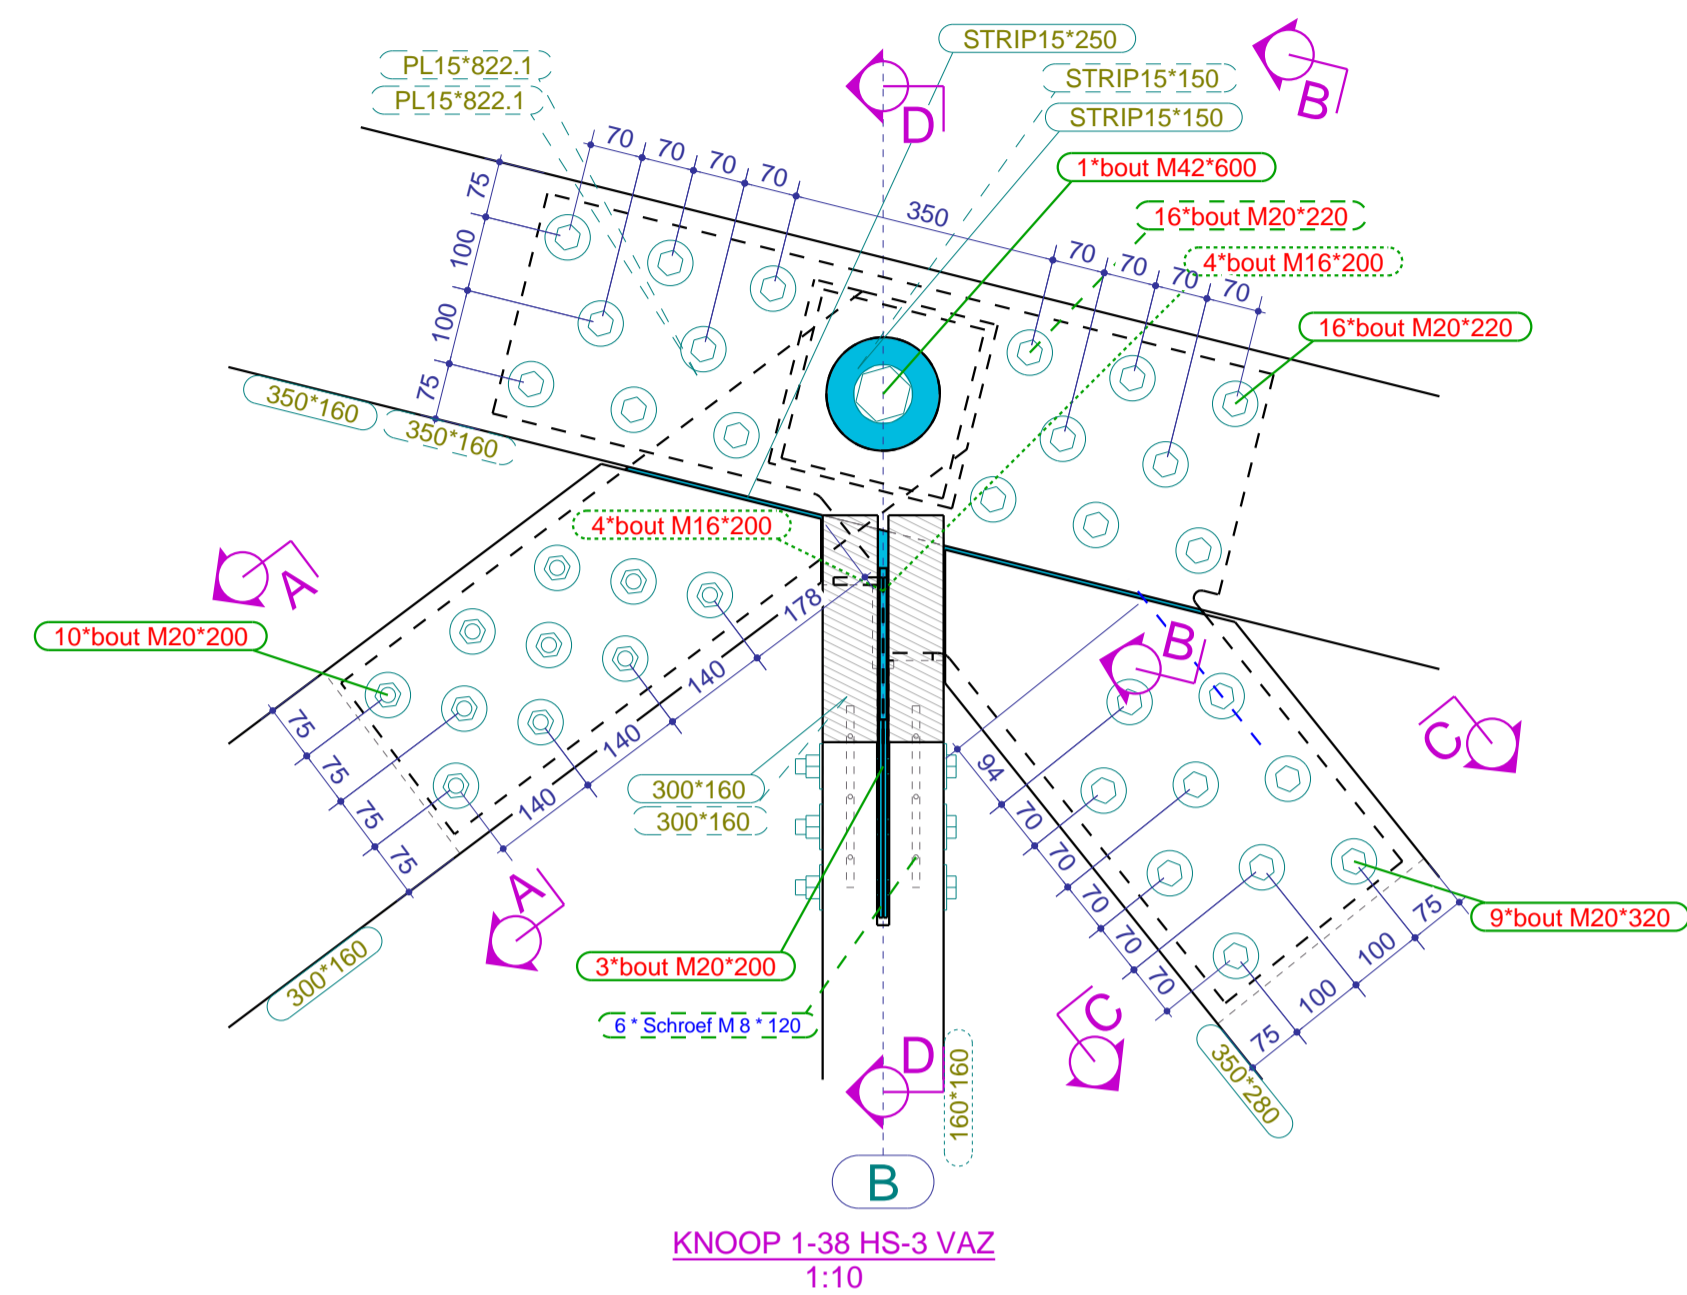 STRIP15*250
PL15*822.1
STRIP15*150
PL15*822.1
STRIP15*150
B
D
1*bout M42*600
70
70
70
70
75
350
16*bout M20*220
100
70
70
70
70
4*bout M16*200
100
16*bout M20*220
75
350*160
350*160
4*bout M16*200
A
178
10*bout M20*200
B
140
75
140
75
C
94
300*160
140
70
300*160
75
70
75
70
A
75
9*bout M20*320
70
100
300*160
3*bout M20*200
70
100
C
6 * Schroef M 8 * 120
75
D
160*160
350*280
B
KNOOP 1-38 HS-3 VAZ
1:10